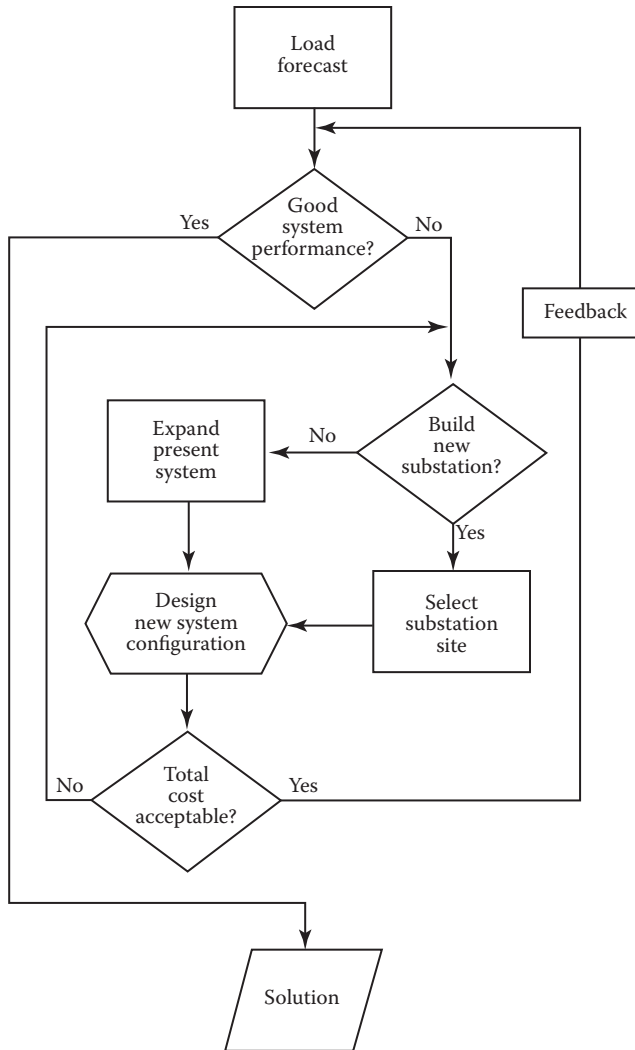 Load
forecast
Good
system
performance?
Yes
No
Feedback
Build
new
substation?
No
Yes
Expand
present
system
Select
substation
site
Design
new system
configuration
Total
cost
acceptable?
No
Yes
Solution